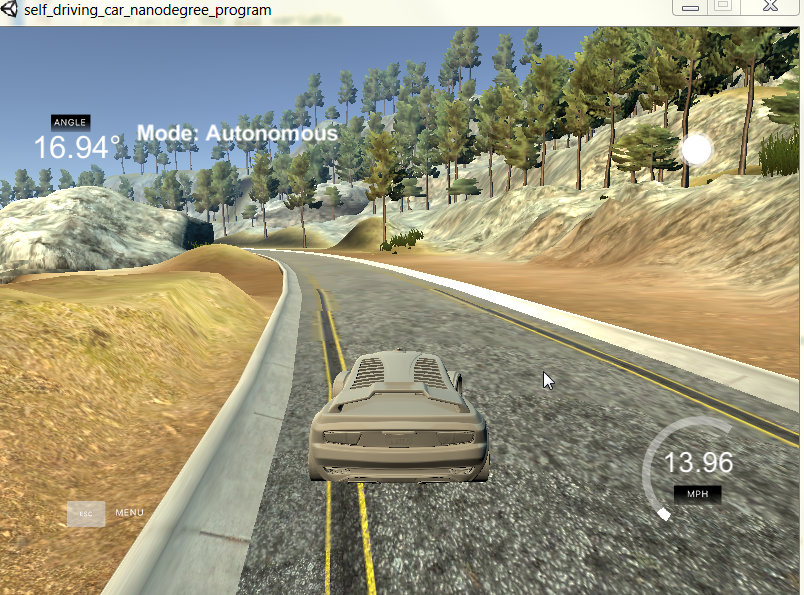 self_driving_car_nanodegree_program
ANGLE
16.94°
Mode: Autonomous
13.96
MPH
ESC
MENU